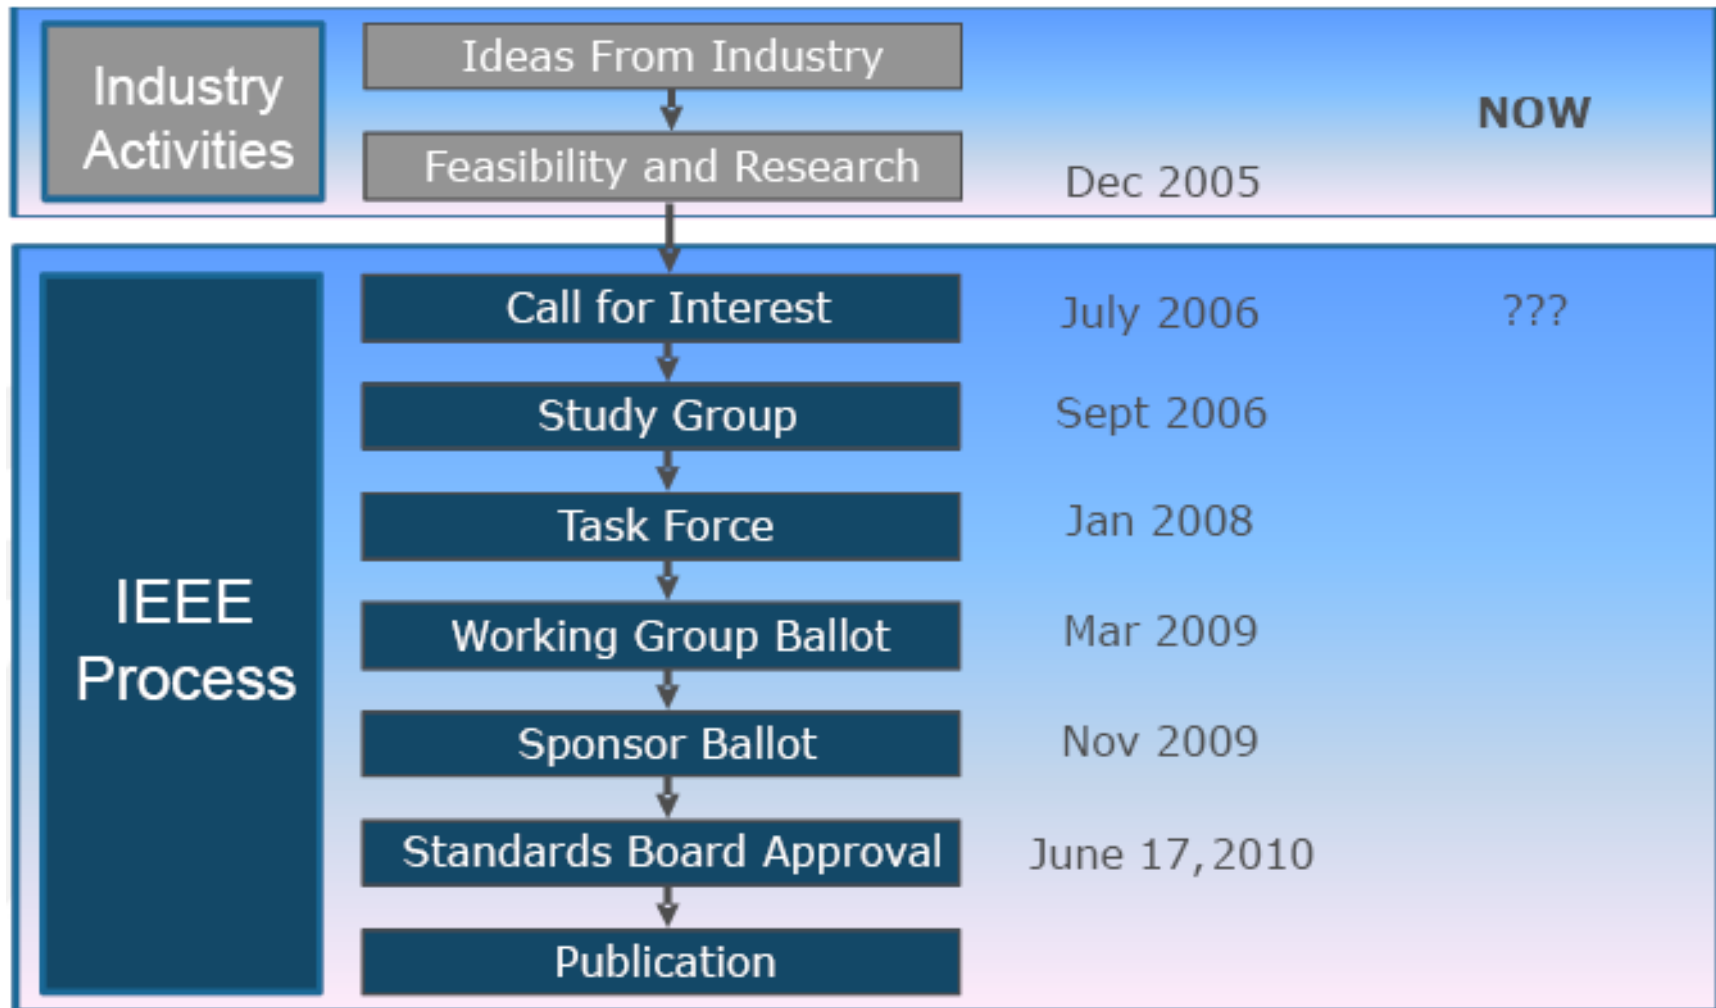 Industry
Activities
Ideas From Industry
NOW
Feasibility and Research
Dec 2005
IEEE
Process
Call for Interest
July 2006
???
Study Group
Sept 2006
Task Force
Jan 2008
Working Group Ballot
Mar 2009
Sponsor Ballot
Nov 2009
Standards Board Approval
June 17, 2010
Publication